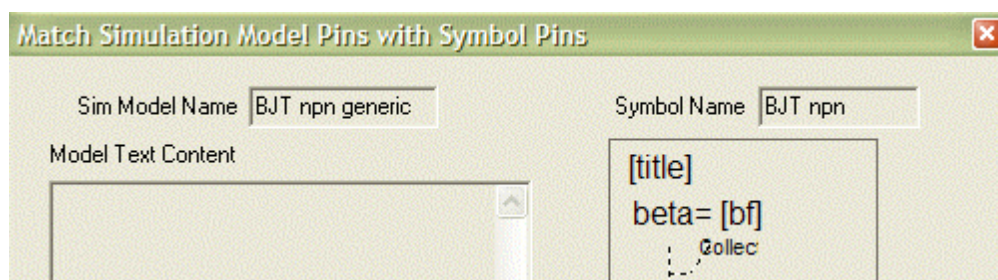 Match Simulation Model Pins with Symbol Pins
Sim Model Name BJT npn generic
Symbol Name BJT npn
Model Text Content
[title]
beta= [bf]